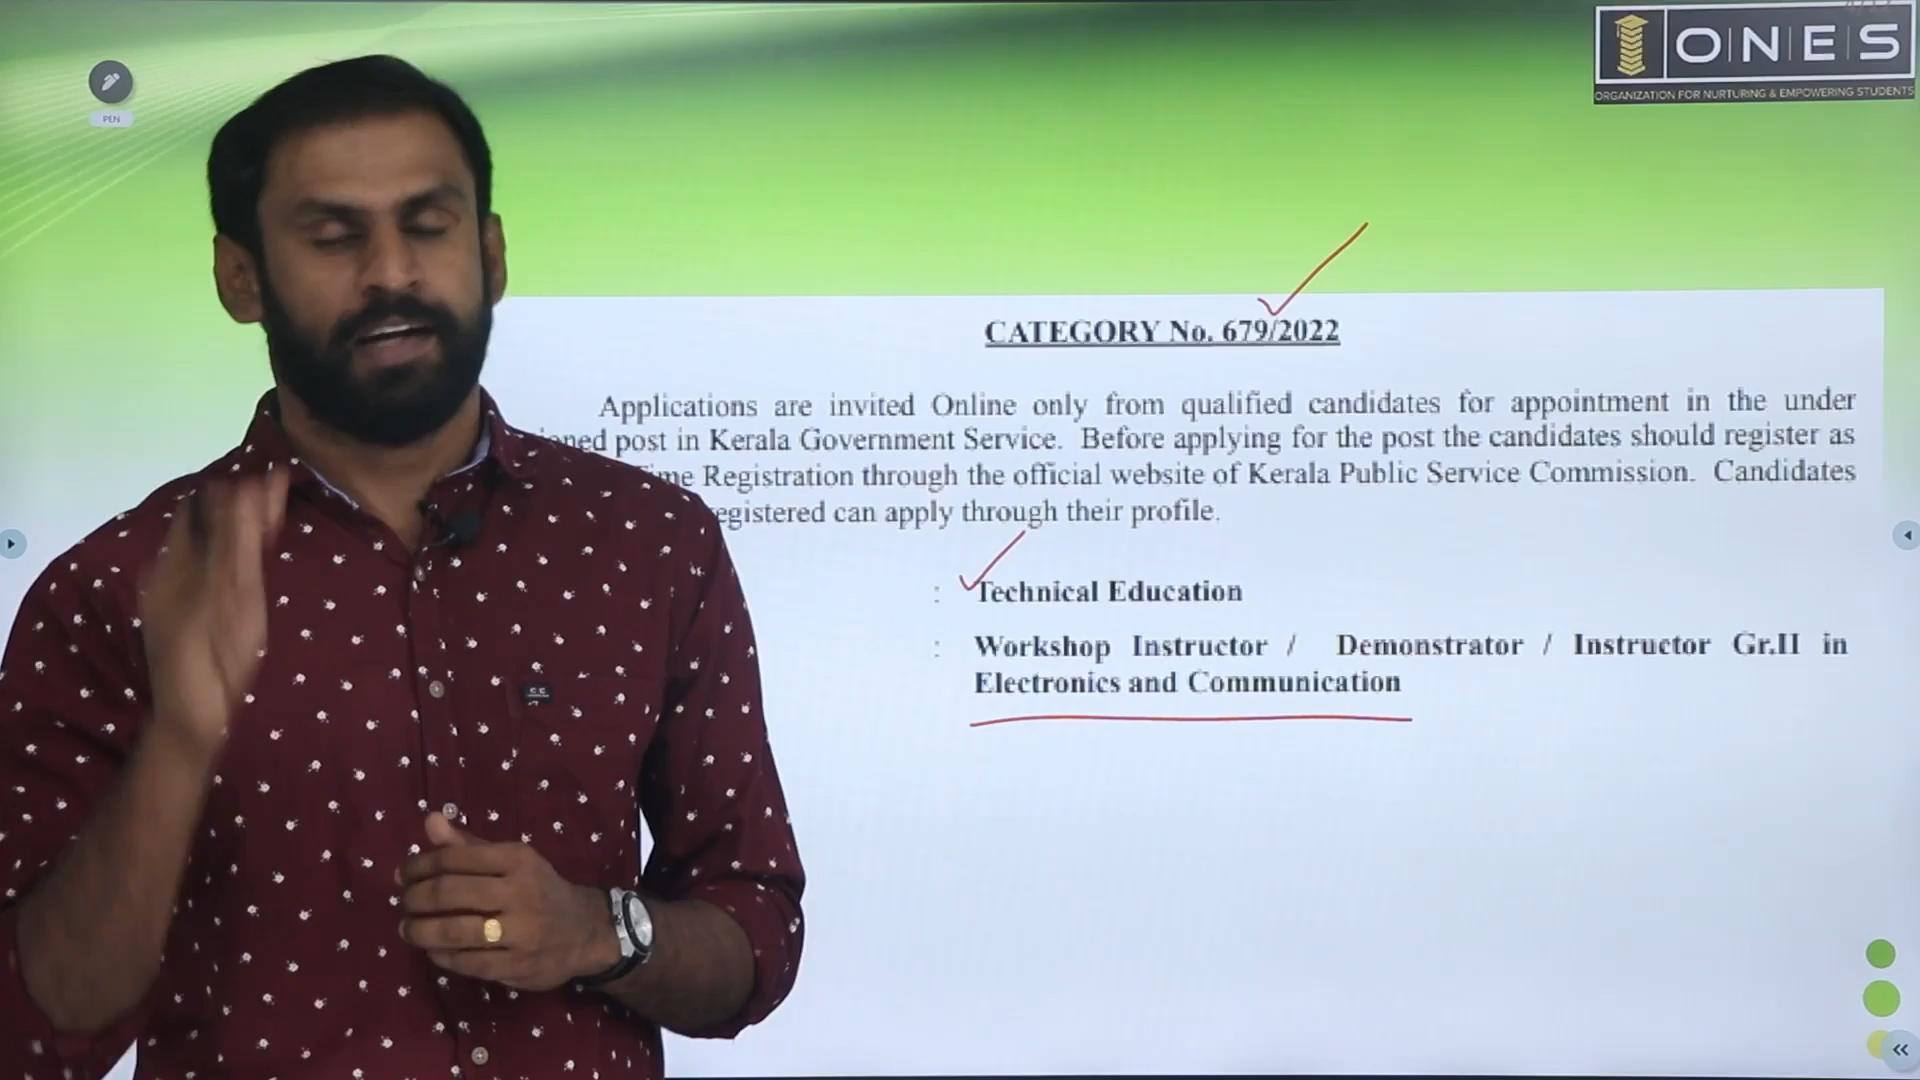 O|N|E|S
ORGANIZATION FOR NURTURING & EMPOWERING STUDENTS
PEN
CATEGORY No. 679/2022
Applications are invited Online only from qualified candidates for appointment in the under
post in Kerala Government Service. Before applying for the post the candidates should register as
Registration through the official website of Kerala Public Service Commission. Candidates
can apply through their profile.
: Technical Education
: Workshop Instructor / Demonstrator / Instructor Gr.II in
Electronics and Communication